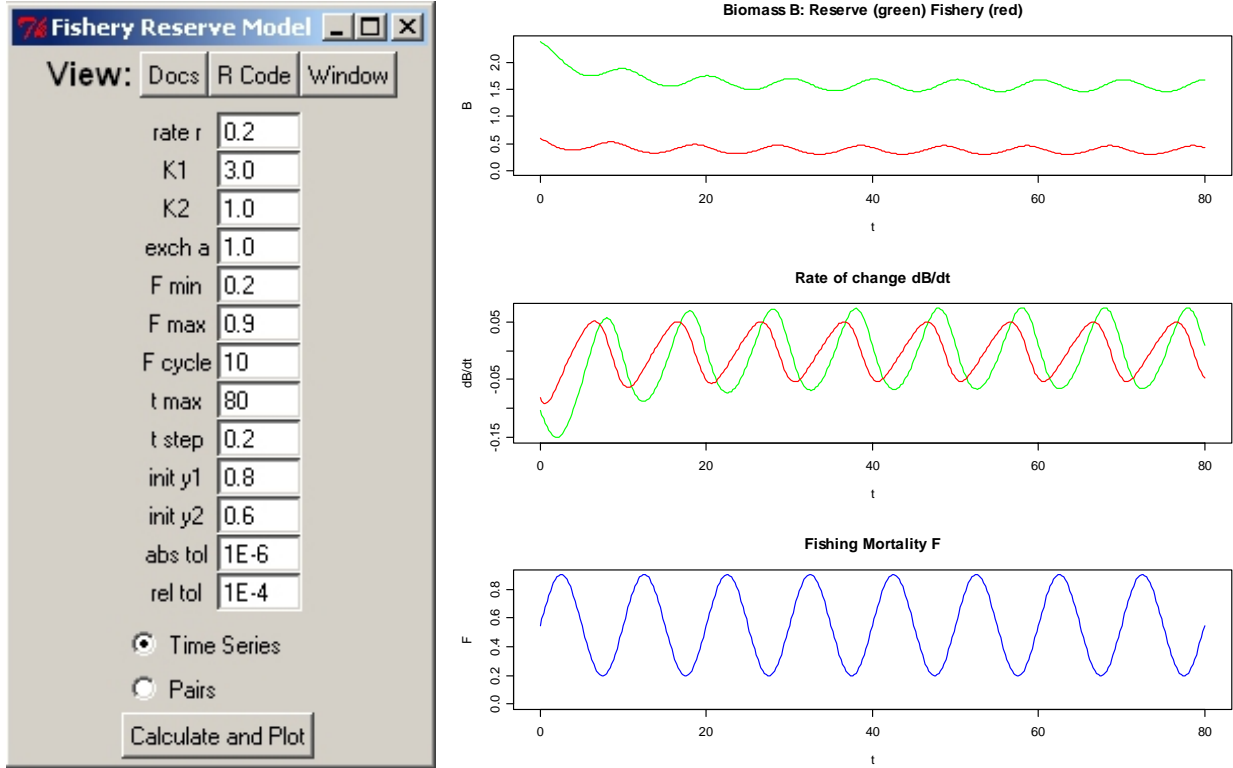 Fishery Reserve Model
View: Docs R Code Window
rate r 0.2
K1 3.0
K2 1.0
exch a 1.0
F min 0.2
F max 0.9
F cycle 10
t max 80
t step 0.2
init y1 0.8
init y2 0.6
abs tol 1E-6
rel tol 1E-4
Time Series
Pairs
Calculate and Plot
Biomass B: Reserve (green) Fishery (red)
B
2.0
1.5
1.0
0.5
0.0
0 20 40 60 80
t
Rate of change dB/dt
dB/dt
0.05
-0.05
-0.15
0 20 40 60 80
t
Fishing Mortality F
F
0.8
0.6
0.4
0.2
0.0
0 20 40 60 80
t